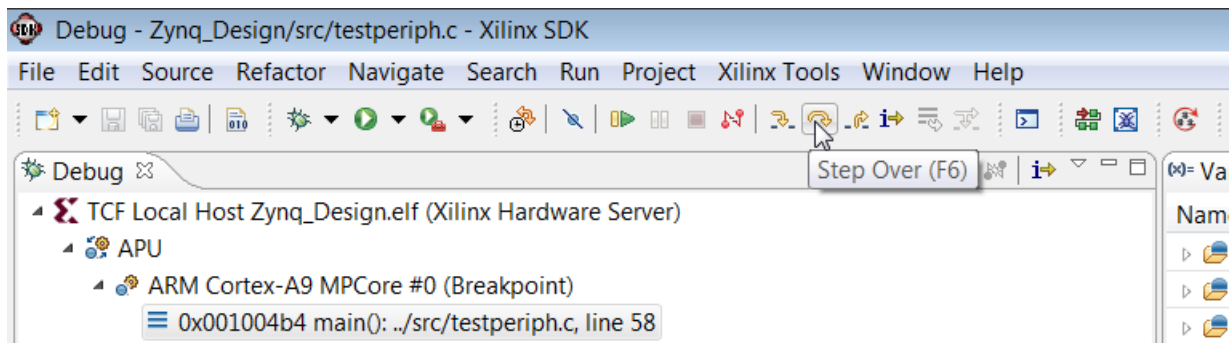 Debug - Zynq_Design/src/testperiph.c - Xilinx SDK
File Edit Source Refactor Navigate Search Run Project Xilinx Tools Window Help
Debug
Step Over (F6)
(x)= Va
TCF Local Host Zynq_Design.elf (Xilinx Hardware Server)
Nam
APU
ARM Cortex-A9 MPCore #0 (Breakpoint)
0x001004b4 main(): ../src/testperiph.c, line 58